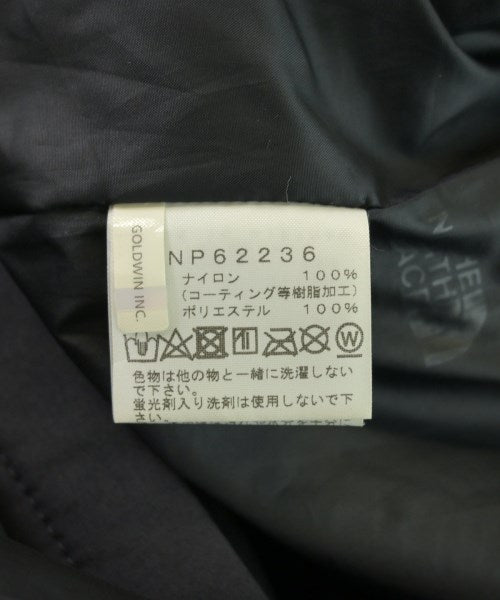 GOLDWIN INC.
NP62236
ナイロン 100%
(コーティング等樹脂加工)
ポリエステル 100%
W
色物は他の物と一緒に洗濯しない
で下さい。
蛍光剤入り洗剤は使用しないで下
さい。